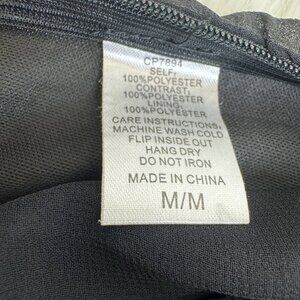 CP7894
SELF:
100%POLYESTER
CONTRAST:
100%POLYESTER
LINING:
100%POLYESTER
CARE INSTRUCTIONS:
MACHINE WASH COLD
FLIP INSIDE OUT
HANG DRY
DO NOT IRON
MADE IN CHINA
M/M